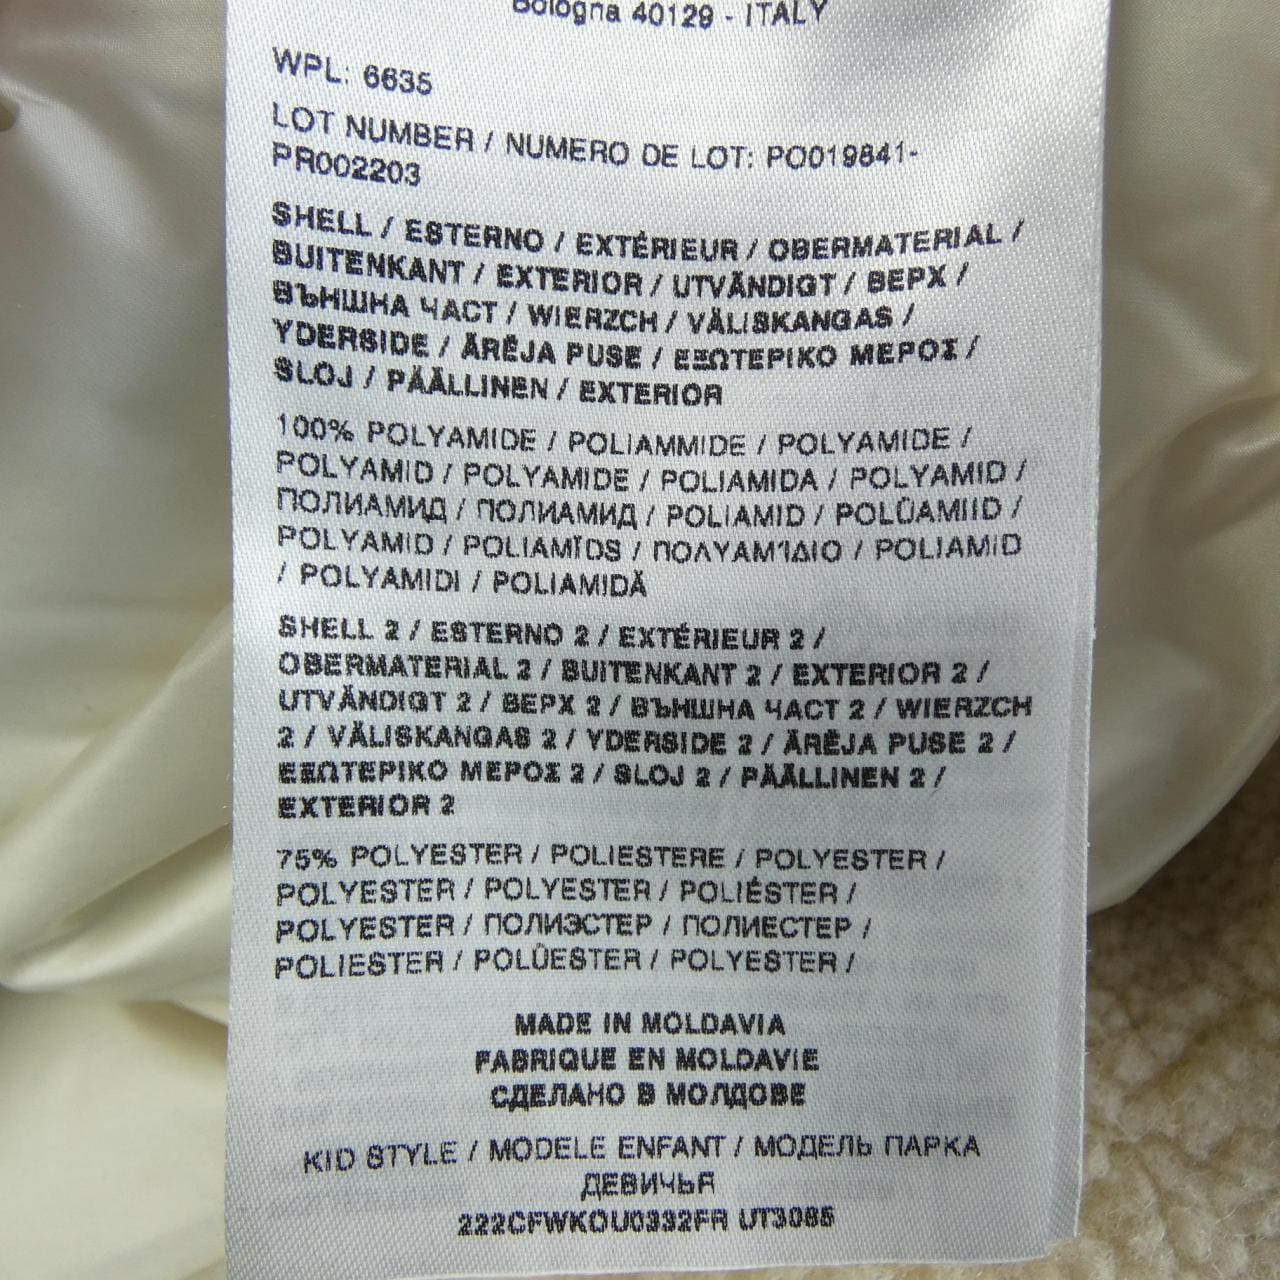 Bologna 40129 - ITALY
WPL: 6635
LOT NUMBER / NUMERO DE LOT: PO019841-
PR002203
SHELL / ESTERNO / EXTÉRIEUR / OBERMATERIAL /
BUITENKANT / EXTERIOR / UTVÄNDIGT / ВЕРХ /
ВЪНШНА ЧАСТ / WIERZCH / VÄLISKANGAS /
YDERSIDE / ĀRĒJA PUSE / ΕΞΩΤΕΡΙΚΟ ΜΕΡΟΣ /
SLOJ / PÄÄLLINEN / EXTERIOR
100% POLYAMIDE / POLIAMMIDE / POLYAMIDE /
POLYAMID / POLYAMIDE / POLIAMIDA / POLYAMID /
ПОЛИАМИД / ПОЛИАМИД / POLIAMID / POLÜAMIID /
POLYAMID / POLIAMĪDS / ΠΟΛΥΑΜΊΔΙΟ / POLIAMID
/ POLYAMIDI / POLIAMIDĂ
SHELL 2 / ESTERNO 2 / EXTÉRIEUR 2 /
OBERMATERIAL 2 / BUITENKANT 2 / EXTERIOR 2 /
UTVÄNDIGT 2 / ВЕРХ 2 / ВЪНШНА ЧАСТ 2 / WIERZCH
2 / VÄLISKANGAS 2 / YDERSIDE 2 / ĀRĒJA PUSE 2 /
ΕΞΩΤΕΡΙΚΟ ΜΕΡΟΣ 2 / SLOJ 2 / PÄÄLLINEN 2 /
EXTERIOR 2
75% POLYESTER / POLIESTERE / POLYESTER /
POLYESTER / POLYESTER / POLIÉSTER /
POLYESTER / ПОЛИЭСТЕР / ПОЛИЕСТЕР /
POLIESTER / POLÜESTER / POLYESTER /
MADE IN MOLDAVIA
FABRIQUE EN MOLDAVIE
СДЕЛАНО В МОЛДОВЕ
KID STYLE / MODELE ENFANT / МОДЕЛЬ ПАРКА
ДЕВИЧЬЯ
222CFWKOU0332FR UT3085